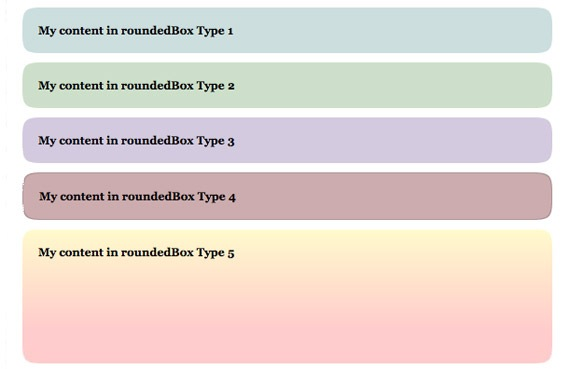 My content in roundedBox Type 1
My content in roundedBox Type 2
My content in roundedBox Type 3
My content in roundedBox Type 4
My content in roundedBox Type 5